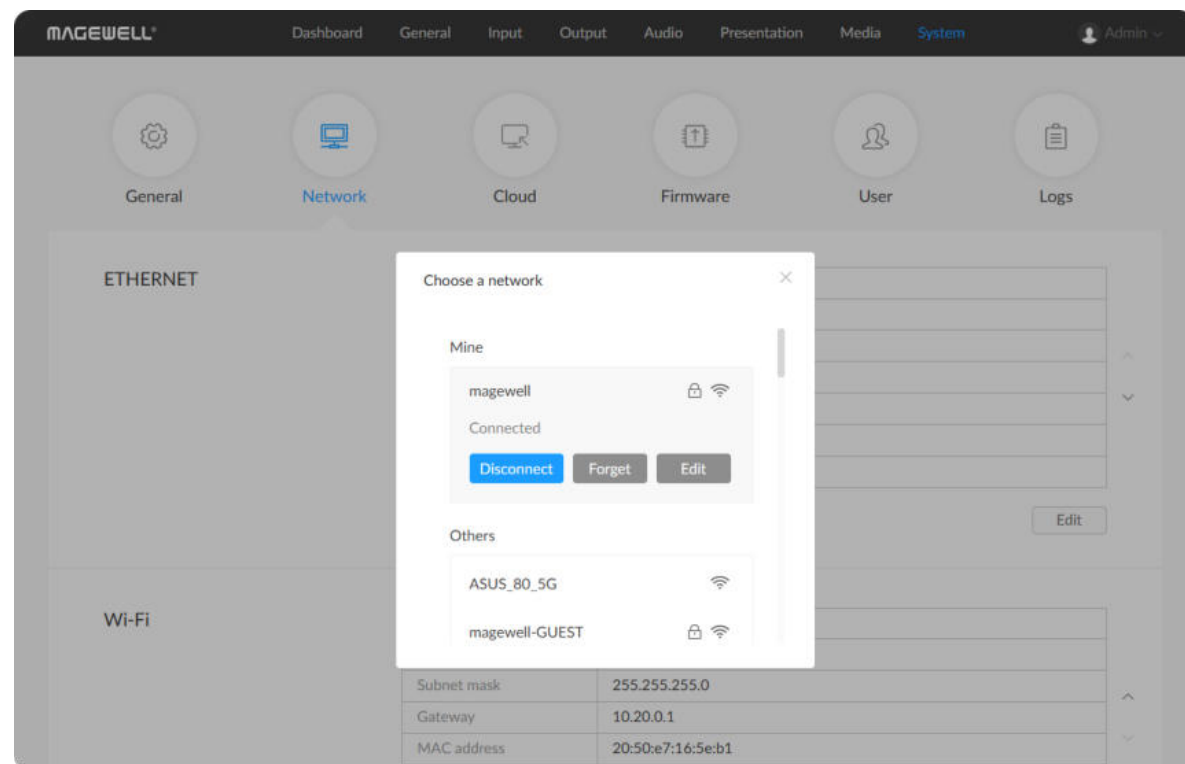 MAGEWELL®
Dashboard General Input Output Audio Presentation Media System Admin
General Network Cloud Firmware User Logs
ETHERNET
Choose a network
Mine
magewell
Connected
Disconnect Forget Edit
Others
ASUS_80_5G
magewell-GUEST
Edit
Wi-Fi
Subnet mask 255.255.255.0
Gateway 10.20.0.1
MAC address 20:50:e7:16:5e:b1